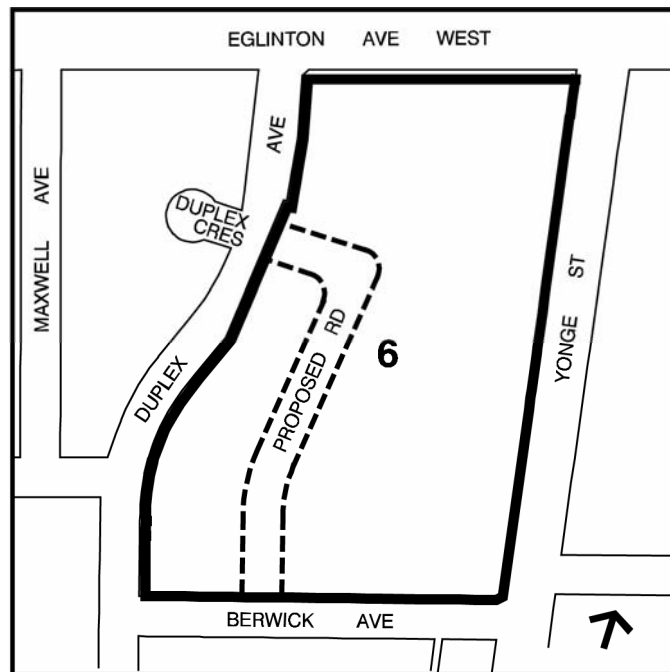 EGLINTON AVE WEST
AVE
DUPLEX
CRES
MAXWELL AVE
YONGE ST
PROPOSED RD
6
DUPLEX
BERWICK AVE